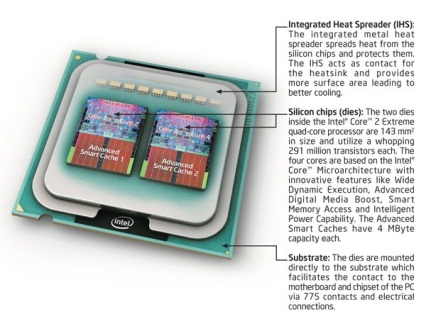 Integrated Heat Spreader (IHS):
The integrated metal heat
spreader spreads heat from the
silicon chips and protects them.
The IHS acts as contact for
the heatsink and provides
more surface area leading to
better cooling.
Silicon chips (dies): The two dies
inside the Intel® Core™ 2 Extreme
quad-core processor are 143 mm²
in size and utilize a whopping
291 million transistors each. The
four cores are based on the Intel®
Core™ Microarchitecture with
innovative features like Wide
Dynamic Execution, Advanced
Digital Media Boost, Smart
Memory Access and Intelligent
Power Capability. The Advanced
Smart Caches have 4 MByte
capacity each.
Substrate: The dies are mounted
directly to the substrate which
facilitates the contact to the
motherboard and chipset of the PC
via 775 contacts and electrical
connections.
Advanced
Smart Cache 1
Advanced
Smart Cache 2
intel